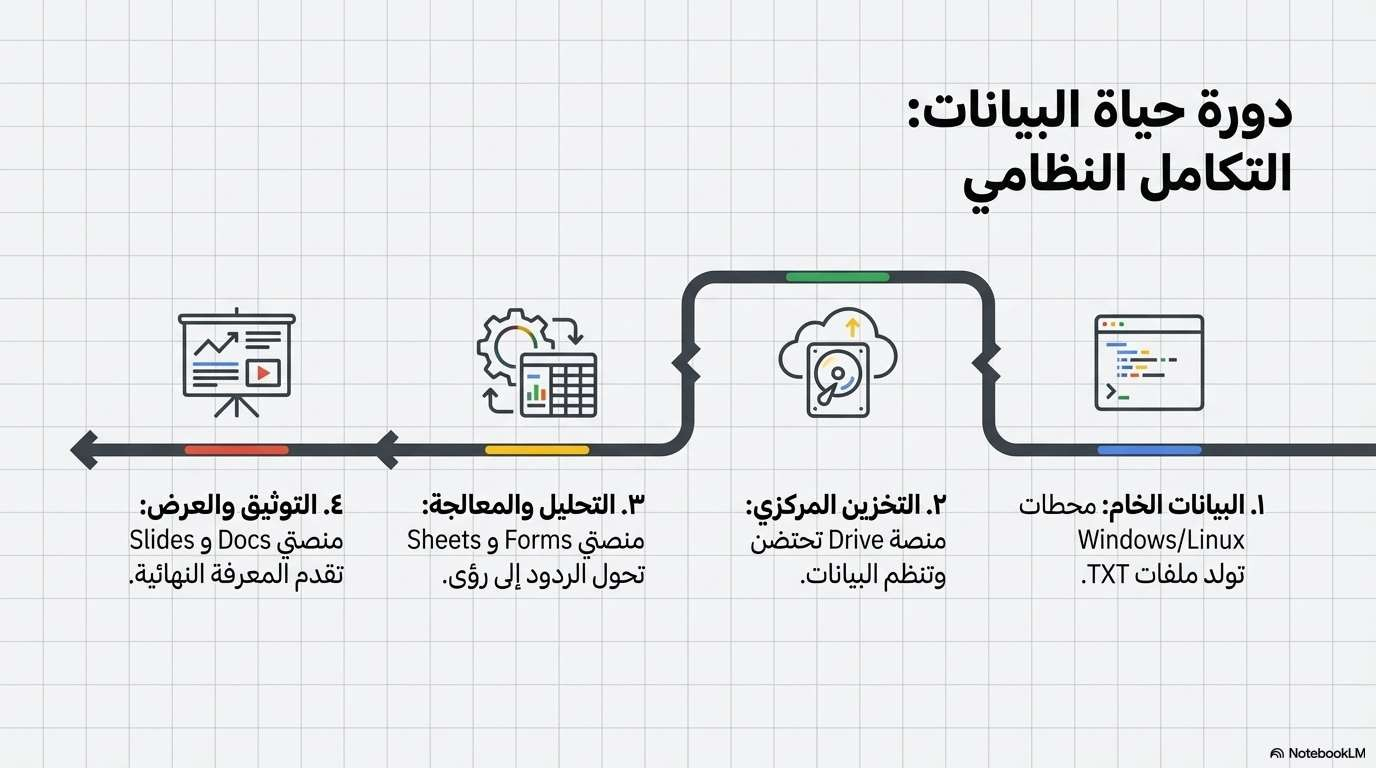 دورة حياة البيانات:
التكامل النظامي
١. البيانات الخام: محطات
Windows/Linux
تولد ملفات TXT.
٢. التخزين المركزي:
منصة Drive تحتضن
وتنظم البيانات.
٣. التحليل والمعالجة:
منصتي Forms و Sheets
تحول الردود إلى رؤى.
٤. التوثيق والعرض:
منصتي Docs و Slides
تقدم المعرفة النهائية.
NotebookLM